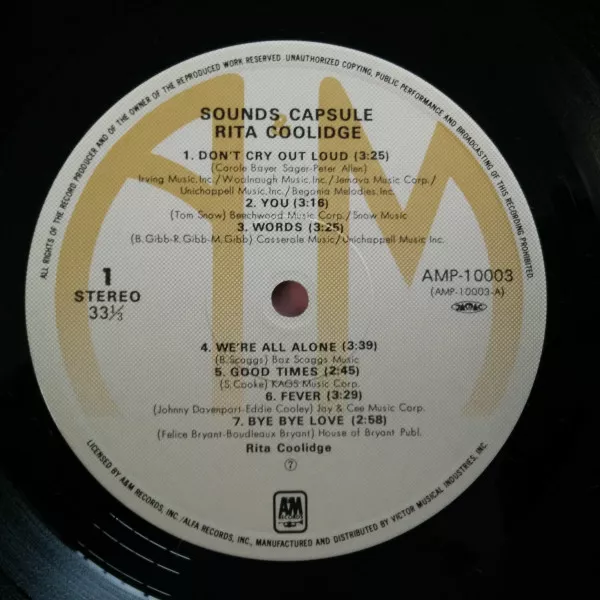 ALL RIGHTS OF THE RECORD PRODUCER AND OF THE OWNER OF THE REPRODUCED WORK RESERVED. UNAUTHORIZED COPYING, PUBLIC PERFORMANCE AND BROADCASTING OF THIS RECORDING PROHIBITED.
A&M
SOUNDS CAPSULE
RITA COOLIDGE
1. DON'T CRY OUT LOUD (3:25)
(Carole Bayer Sager-Peter Allen)
Irving Music.Inc./Woolnough Music.Inc./Jemava Music Corp./
Unichappell Music.Inc./Begonia Melodies.Inc.
2. YOU (3:16)
(Tom Snow) Beechwood Music Corp./Snow Music
3. WORDS (3:25)
(B.Gibb-R.Gibb-M.Gibb) Casserole Music/Unichappell Music Inc.
1
STEREO
33⅓
AMP-10003
(AMP-10003-A)
4. WE'RE ALL ALONE (3:39)
(B.Scaggs) Boz Scaggs Music
5. GOOD TIMES (2:45)
(S.Cooke) KAGS Music Corp.
6. FEVER (3:29)
(Johnny Davenport-Eddie Cooley) Jay & Cee Music Corp.
7. BYE BYE LOVE (2:58)
(Felice Bryant-Boudleaux Bryant) House of Bryant Publ.
Rita Coolidge
⑦
A&M
RECORDS
LICENSED BY A&M RECORDS, INC./ALFA RECORDS, INC., MANUFACTURED AND DISTRIBUTED BY VICTOR MUSICAL INDUSTRIES, INC.